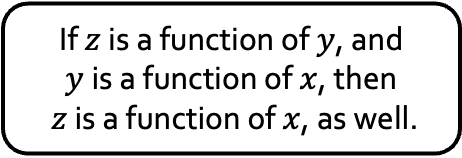 If z is a function of y, and
y is a function of x, then
z is a function of x, as well.